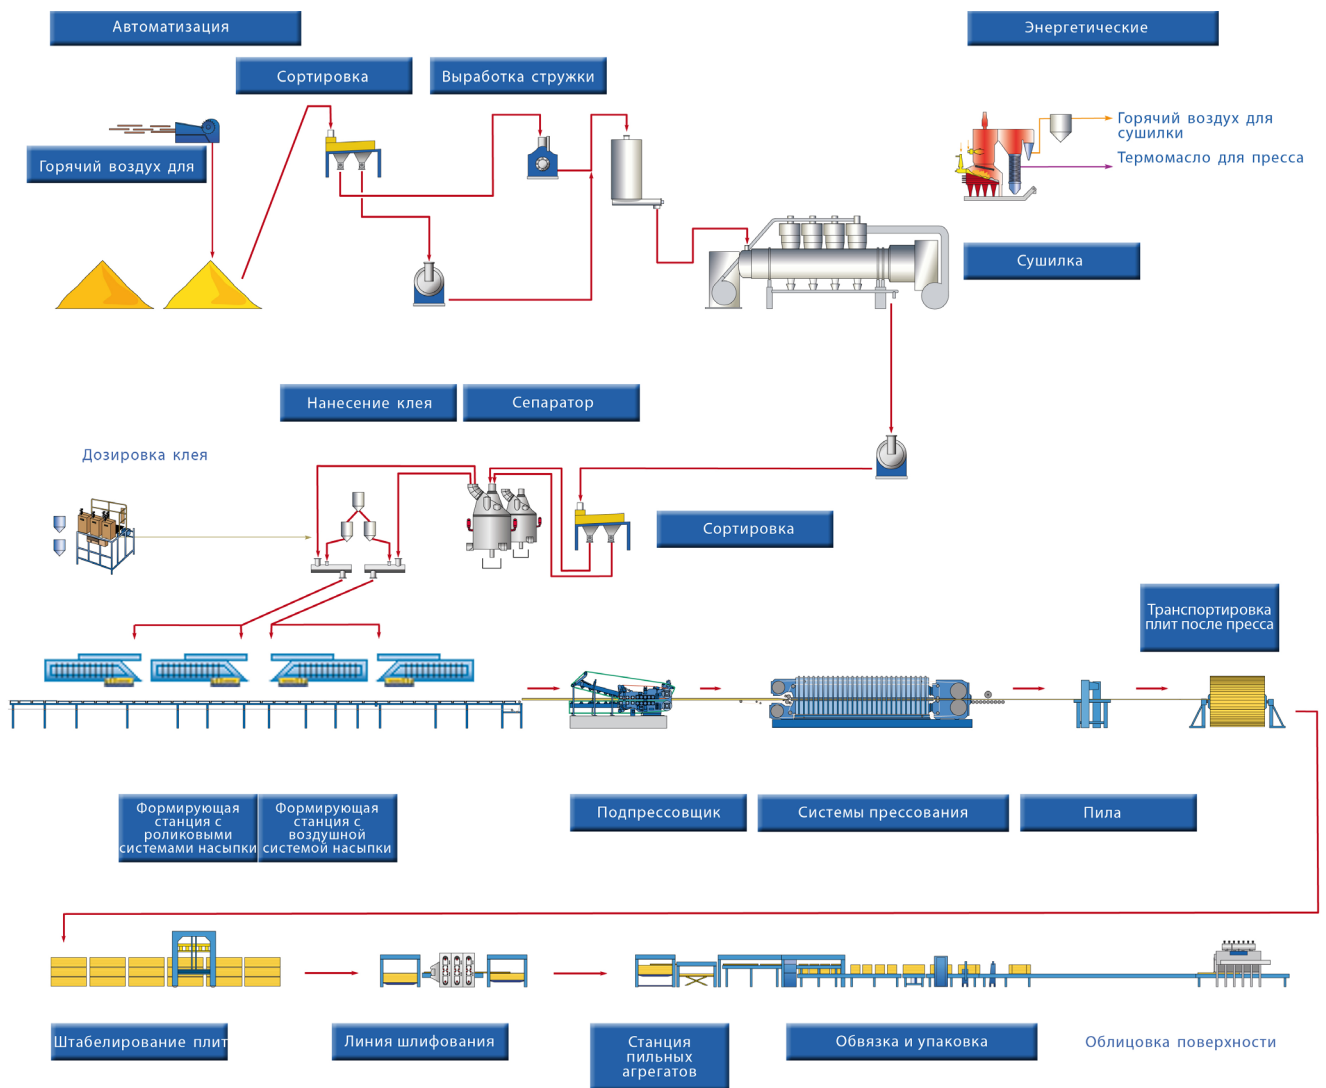 Автоматизация
Энергетические
Сортировка
Выработка стружки
Горячий воздух для
сушилки
Термомасло для пресса
Горячий воздух для
Сушилка
Нанесение клея
Сепаратор
Дозировка клея
Сортировка
Транспортировка
плит после пресса
Формирующая
станция с
роликовыми
системами насыпки
Формирующая
станция с
воздушной
системой насыпки
Подпрессовщик
Системы прессования
Пила
Штабелирование плит
Линия шлифования
Станция
пильных
агрегатов
Обвязка и упаковка
Облицовка поверхности